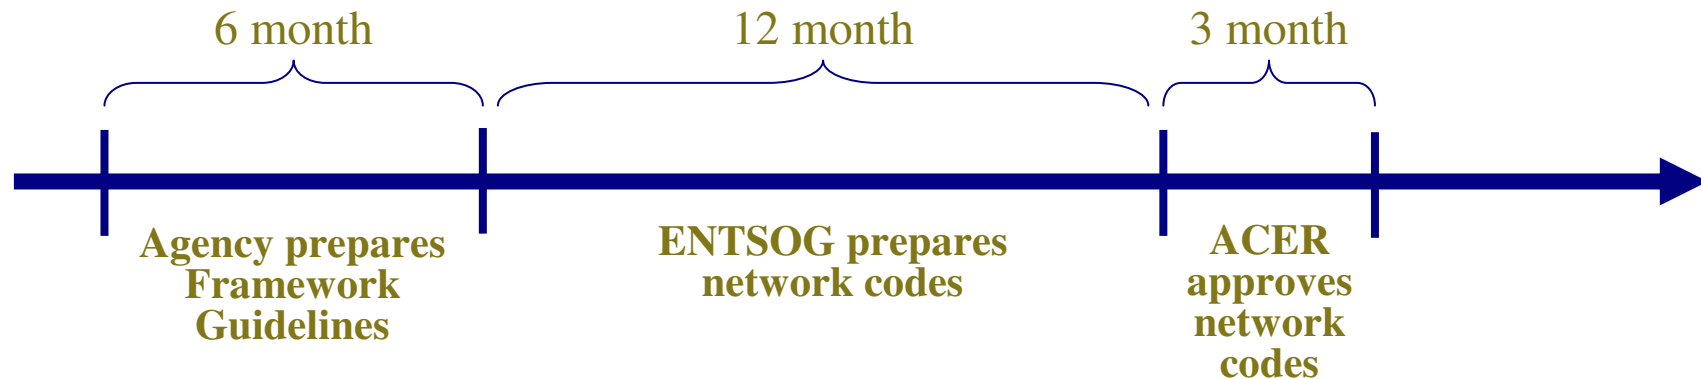 6 month
12 month
3 month
Agency prepares
Framework
Guidelines
ENTSOG prepares
network codes
ACER
approves
network
codes